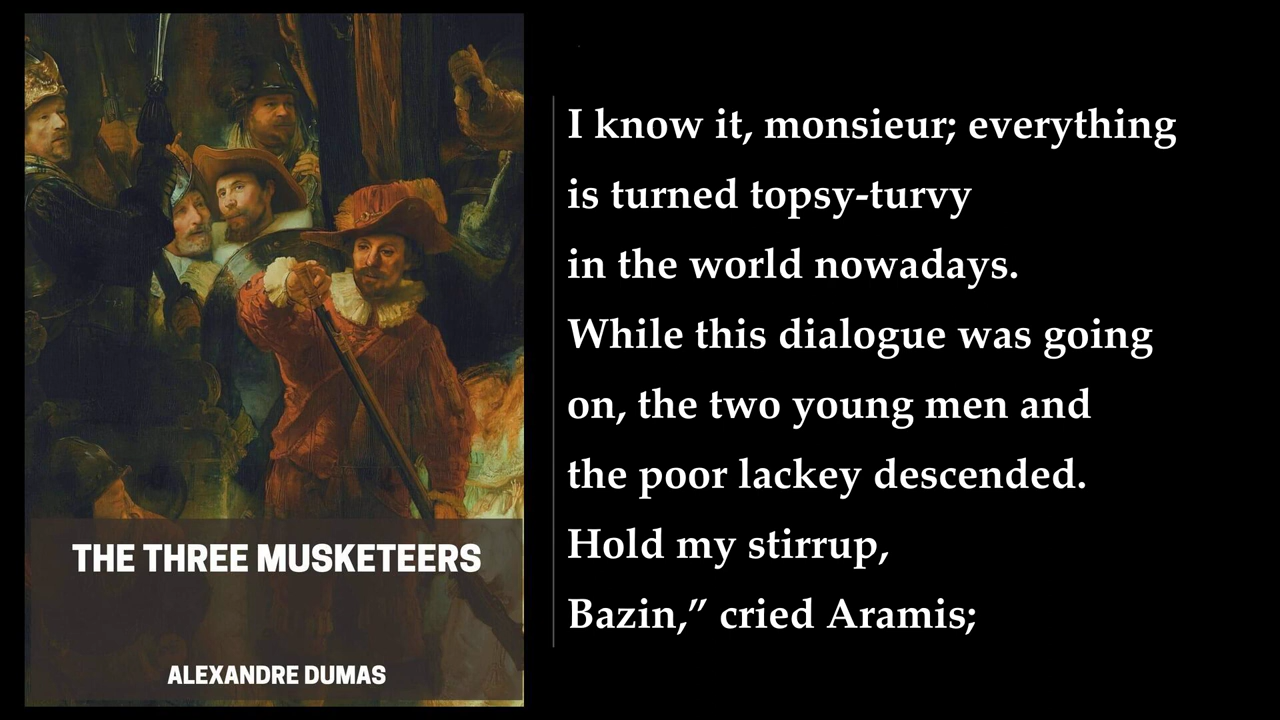 THE THREE MUSKETEERS
ALEXANDRE DUMAS
I know it, monsieur; everything
is turned topsy-turvy
in the world nowadays.
While this dialogue was going
on, the two young men and
the poor lackey descended.
Hold my stirrup,
Bazin,” cried Aramis;